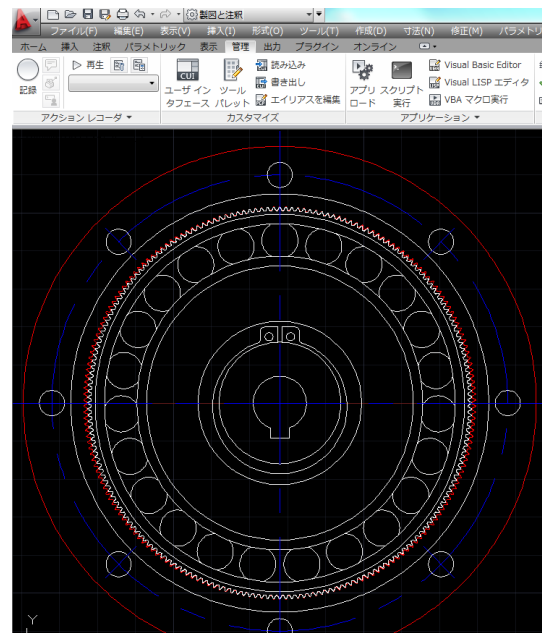 製図と注釈
ファイル(F) 編集(E) 表示(V) 挿入(I) 形式(O) ツール(T) 作成(D) 寸法(N) 修正(M) パラメトリ
ホーム 挿入 注釈 パラメトリック 表示 管理 出力 プラグイン オンライン
記録
再生
ユーザ イン
タフェース
ツール
パレット
読み込み
書き出し
エイリアスを編集
アプリ
ロード
スクリプト
実行
Visual Basic Editor
Visual LISP エディタ
VBA マクロ実行
アクション レコーダ カスタマイズ アプリケーション
CUI
Y